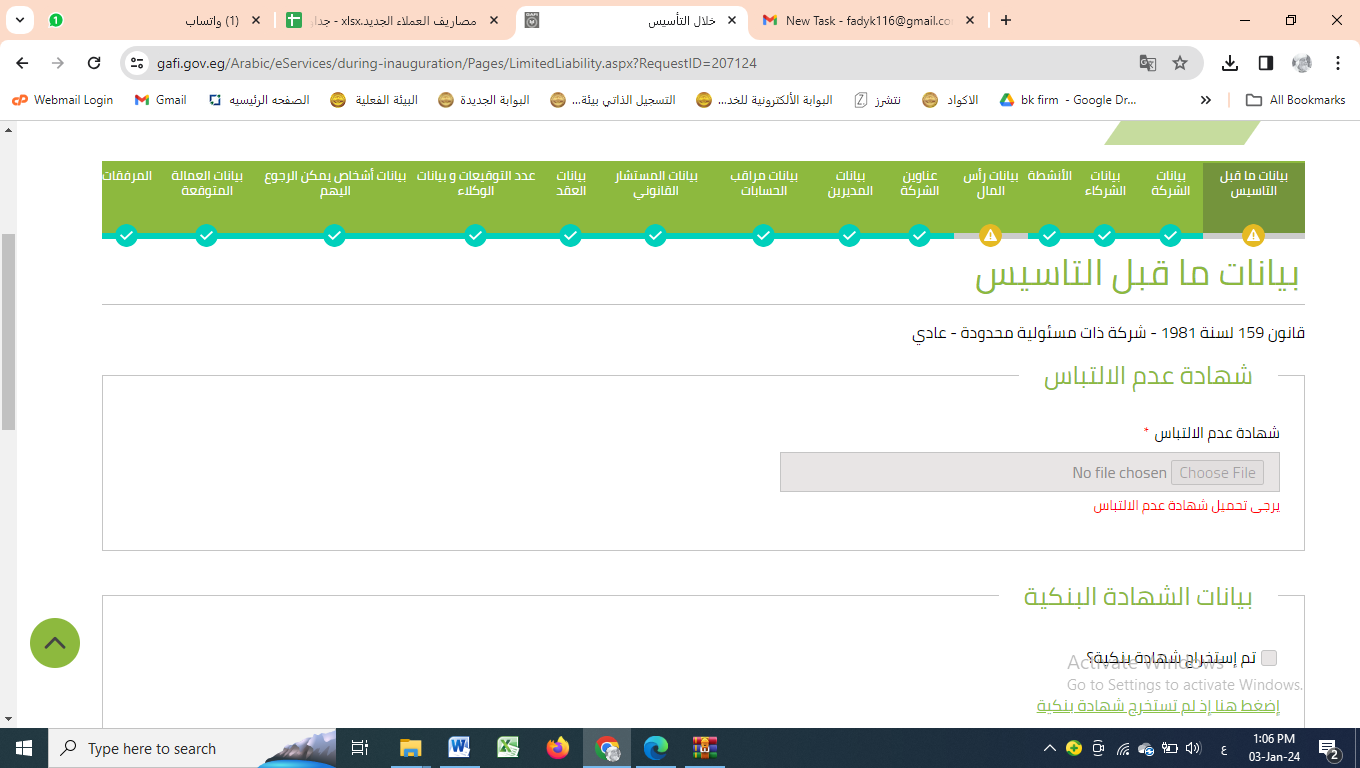 (1) واتساب
مصاريف العملاء الجديد.xlsx - جداو
خلال التأسيس
New Task - fadyk116@gmail.co
gafi.gov.eg/Arabic/eServices/during-inauguration/Pages/LimitedLiability.aspx?RequestID=207124
Webmail Login
Gmail
الصفحه الرئيسيه
البيئة الفعلية
البوابة الجديدة
التسجيل الذاتي بيئة...
البوابة الألكترونية للخد...
نتشرز
الاكواد
bk firm - Google Dr...
All Bookmarks
بيانات ما قبل التاسيس
بيانات الشركة
بيانات الشركاء
الأنشطة
بيانات رأس المال
عناوين الشركة
بيانات المديرين
بيانات مراقب الحسابات
بيانات المستشار القانوني
بيانات العقد
عدد التوقيعات و بيانات الوكلاء
بيانات أشخاص يمكن الرجوع اليهم
بيانات العمالة المتوقعة
المرفقات
بيانات ما قبل التاسيس
قانون 159 لسنة 1981 - شركة ذات مسئولية محدودة - عادي
شهادة عدم الالتباس
شهادة عدم الالتباس *
Choose File No file chosen
يرجى تحميل شهادة عدم الالتباس
بيانات الشهادة البنكية
تم إستخراج شهادة بنكية؟
Activate Windows
Go to Settings to activate Windows.
إضغط هنا إذ لم تستخرج شهادة بنكية
Type here to search
ع
1:06 PM
03-Jan-24
2